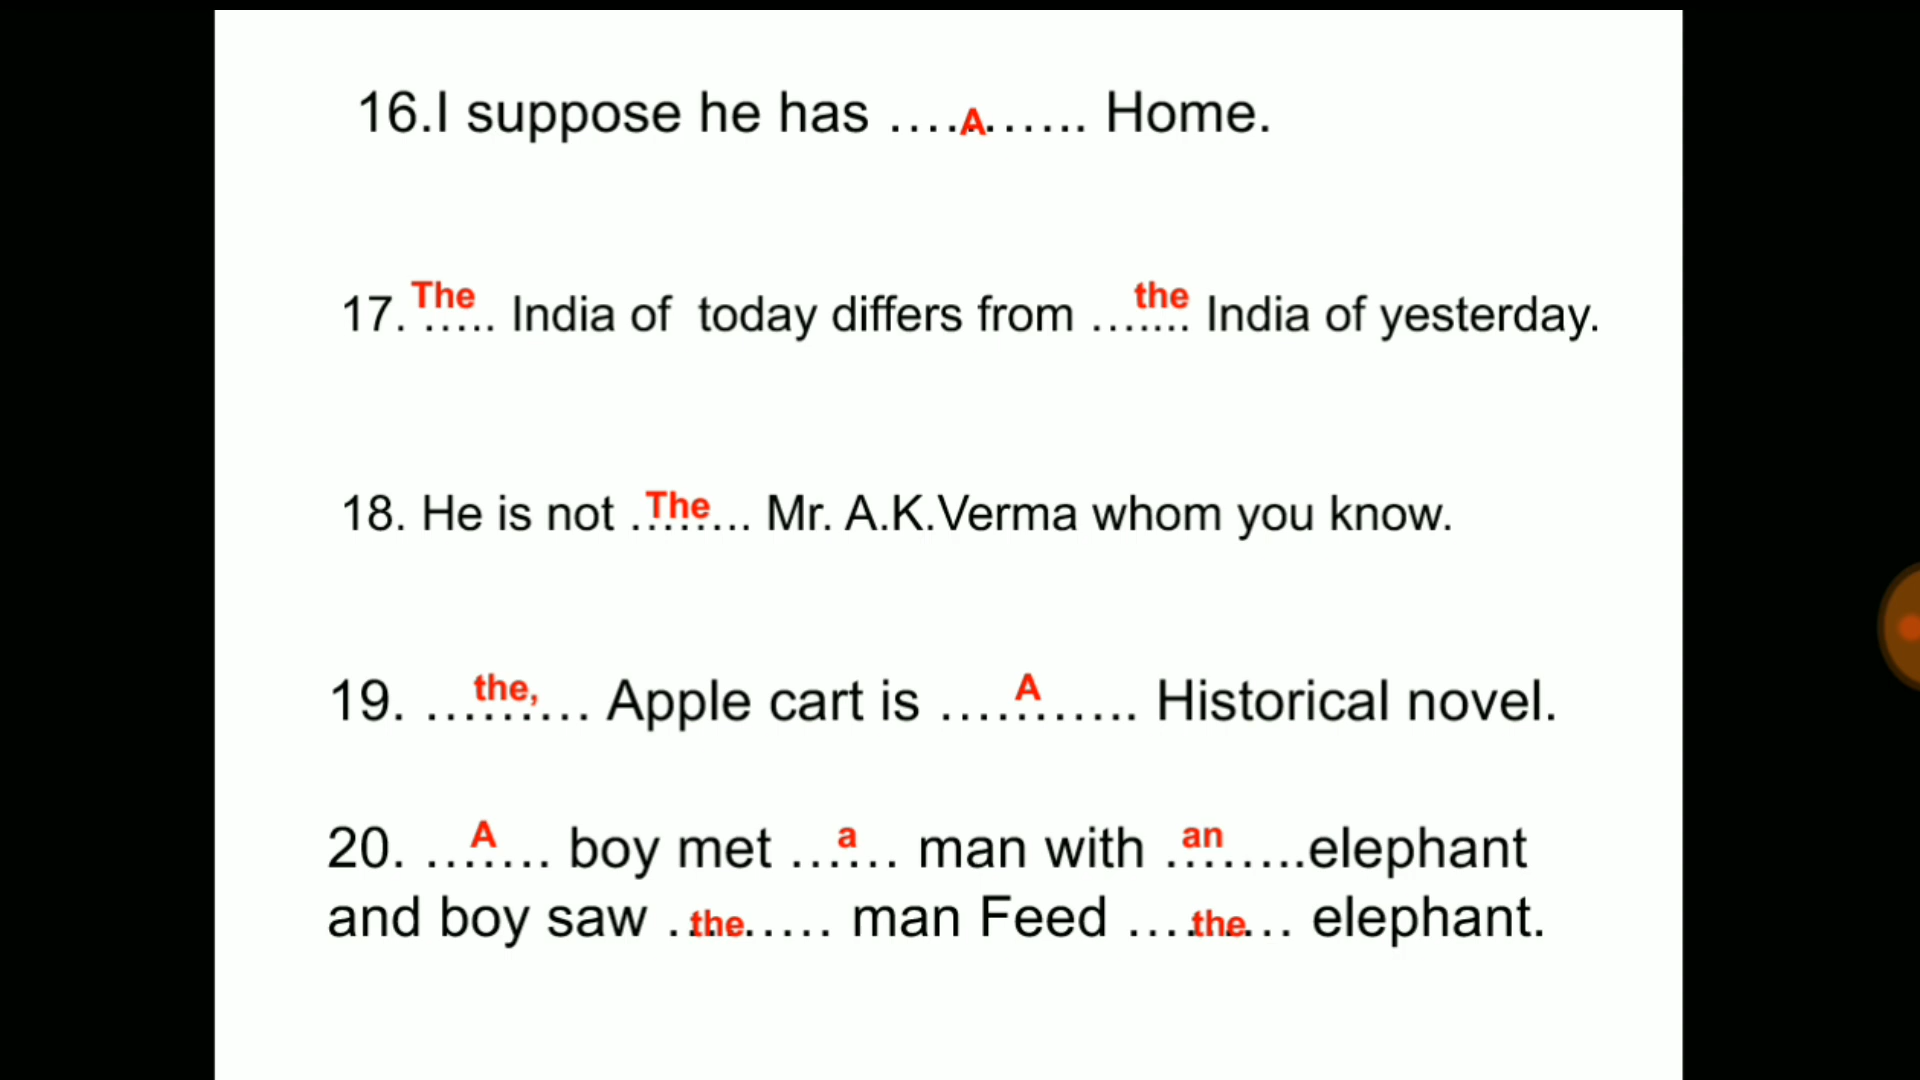 16.I suppose he has ....A...... Home.
17. The..... India of today differs from ....the... India of yesterday.
18. He is not .The....... Mr. A.K.Verma whom you know.
19. ...the,...... Apple cart is ....A...... Historical novel.
20. ...A.... boy met ...a... man with .an.......elephant
and boy saw ..the...... man Feed ....the.... elephant.